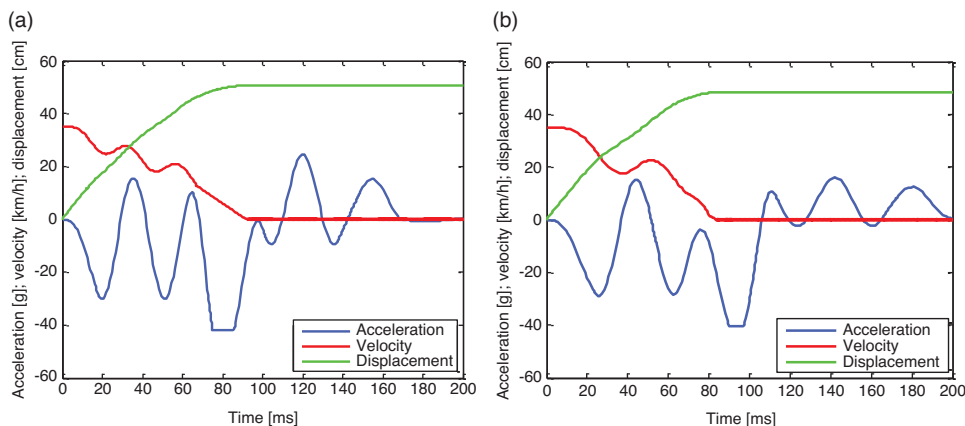 (a)
Acceleration [g]; velocity [km/h]; displacement [cm]
60
40
20
0
-20
-40
-60
0 20 40 60 80 100 120 140 160 180 200
Time [ms]
Acceleration
Velocity
Displacement
(b)
Acceleration [g]; velocity [km/h]; displacement [cm]
60
40
20
0
-20
-40
-60
0 20 40 60 80 100 120 140 160 180 200
Time [ms]
Acceleration
Velocity
Displacement